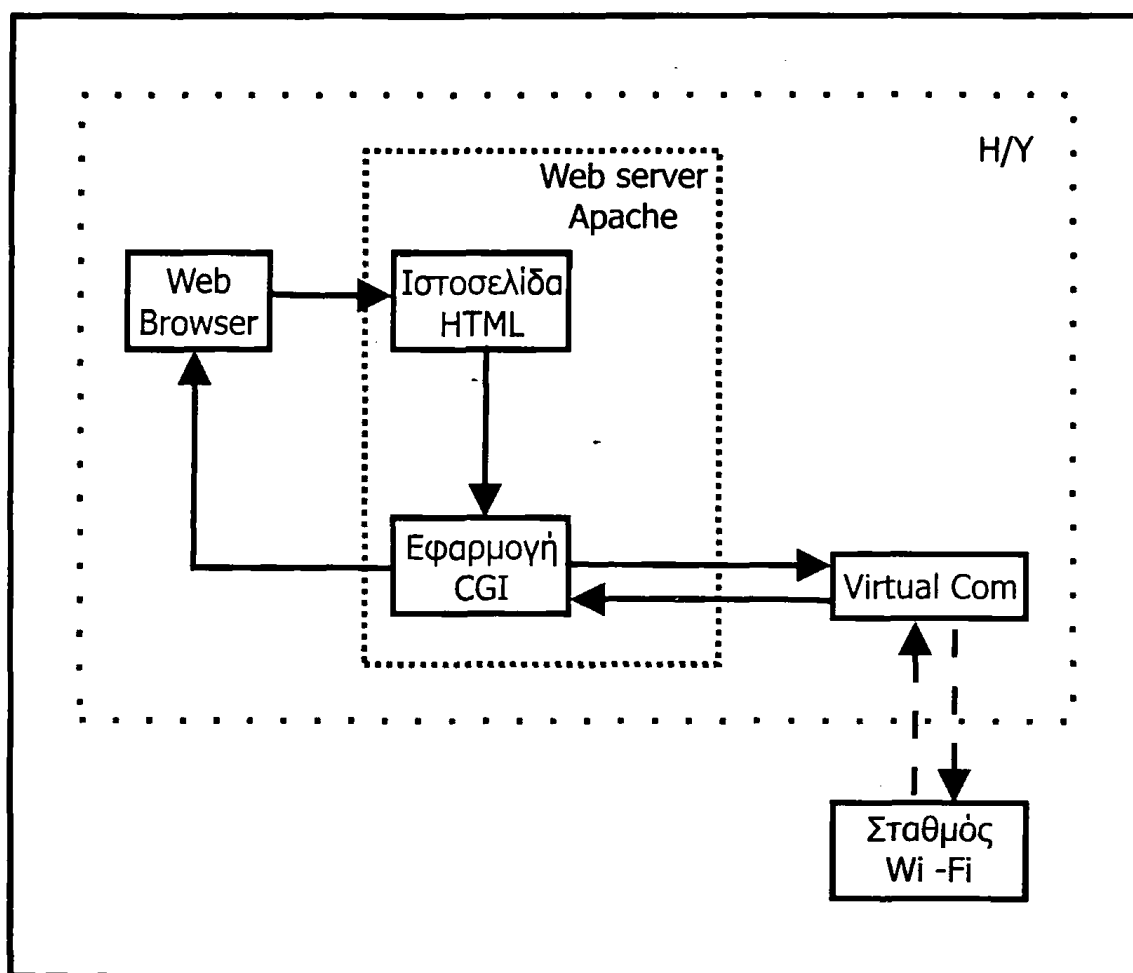 Η/Υ
Web server
Apache
Web
Browser
Ιστοσελίδα
HTML
Εφαρμογή
CGI
Virtual Com
Σταθμός
Wi -Fi